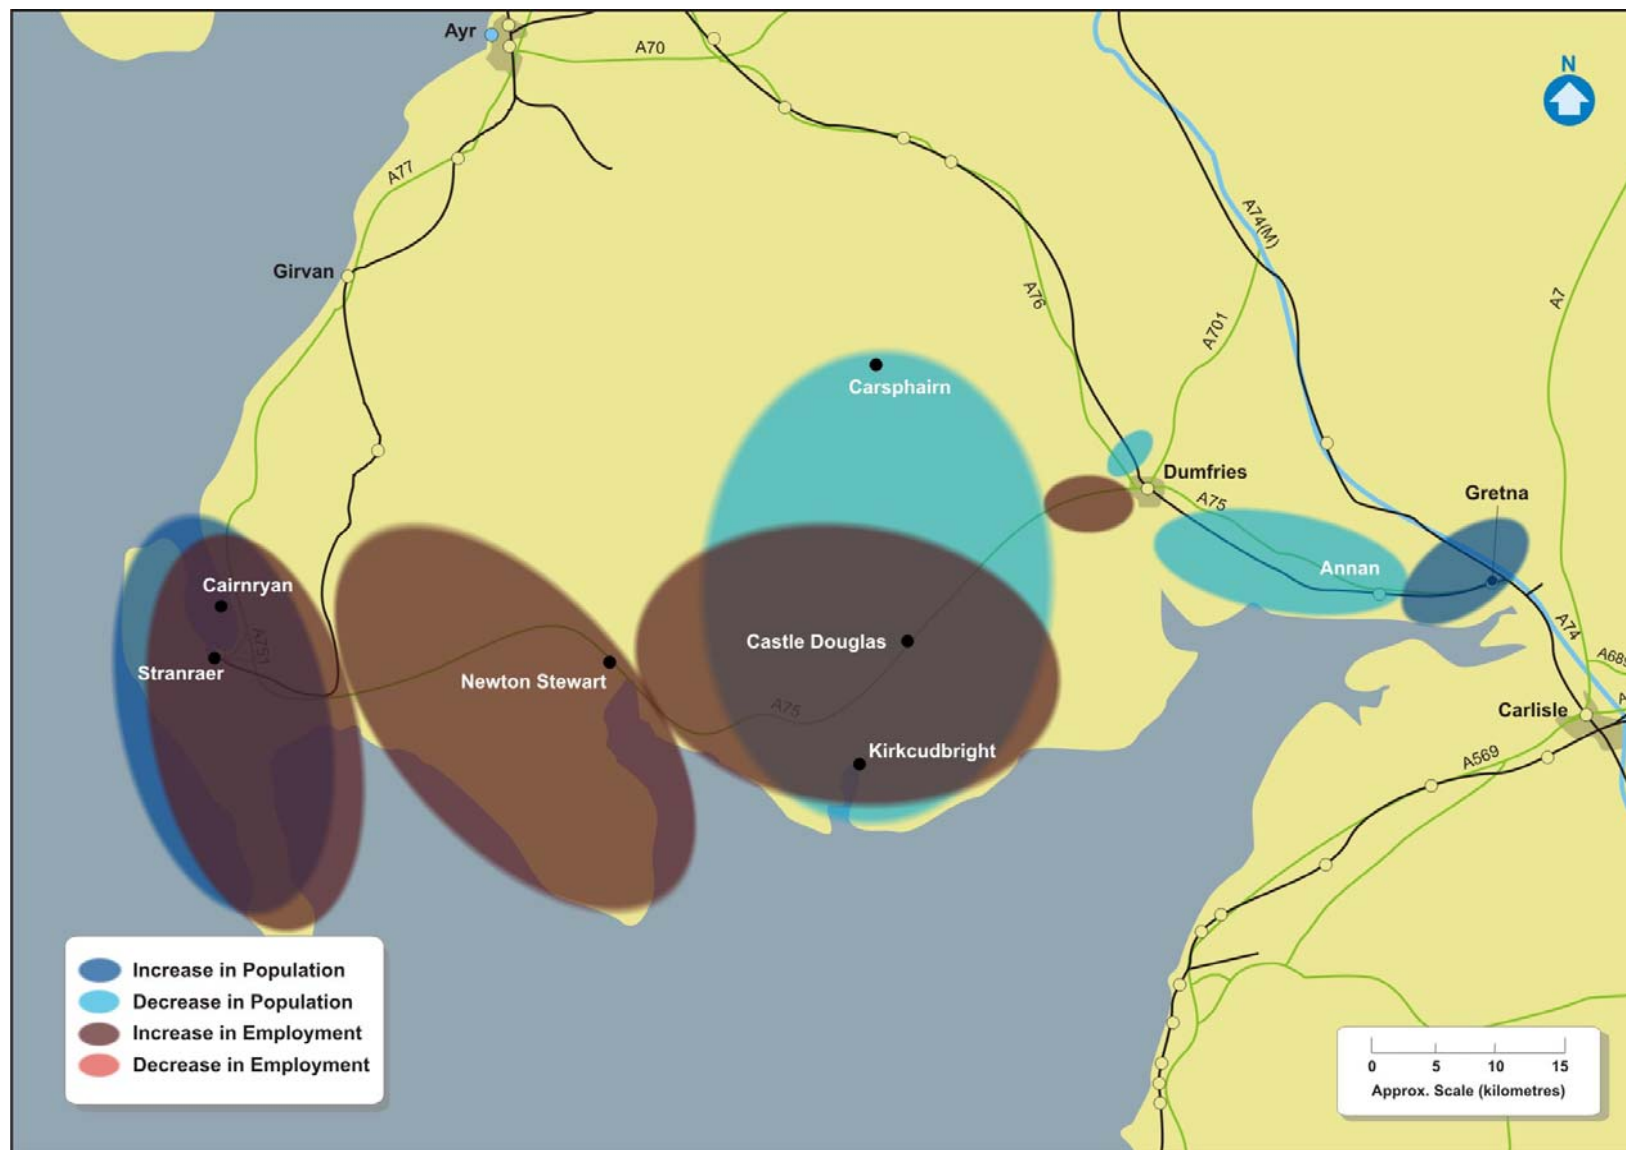 Ayr
A70
N
A77
A74(M)
Girvan
A76
A701
A7
Carsphairn
Dumfries
A75
Gretna
Annan
Cairnryan
A751
Stranraer
Newton Stewart
Castle Douglas
A75
Kirkcudbright
A74
A689
A
Carlisle
A569
Increase in Population
Decrease in Population
Increase in Employment
Decrease in Employment
0 5 10 15
Approx. Scale (kilometres)